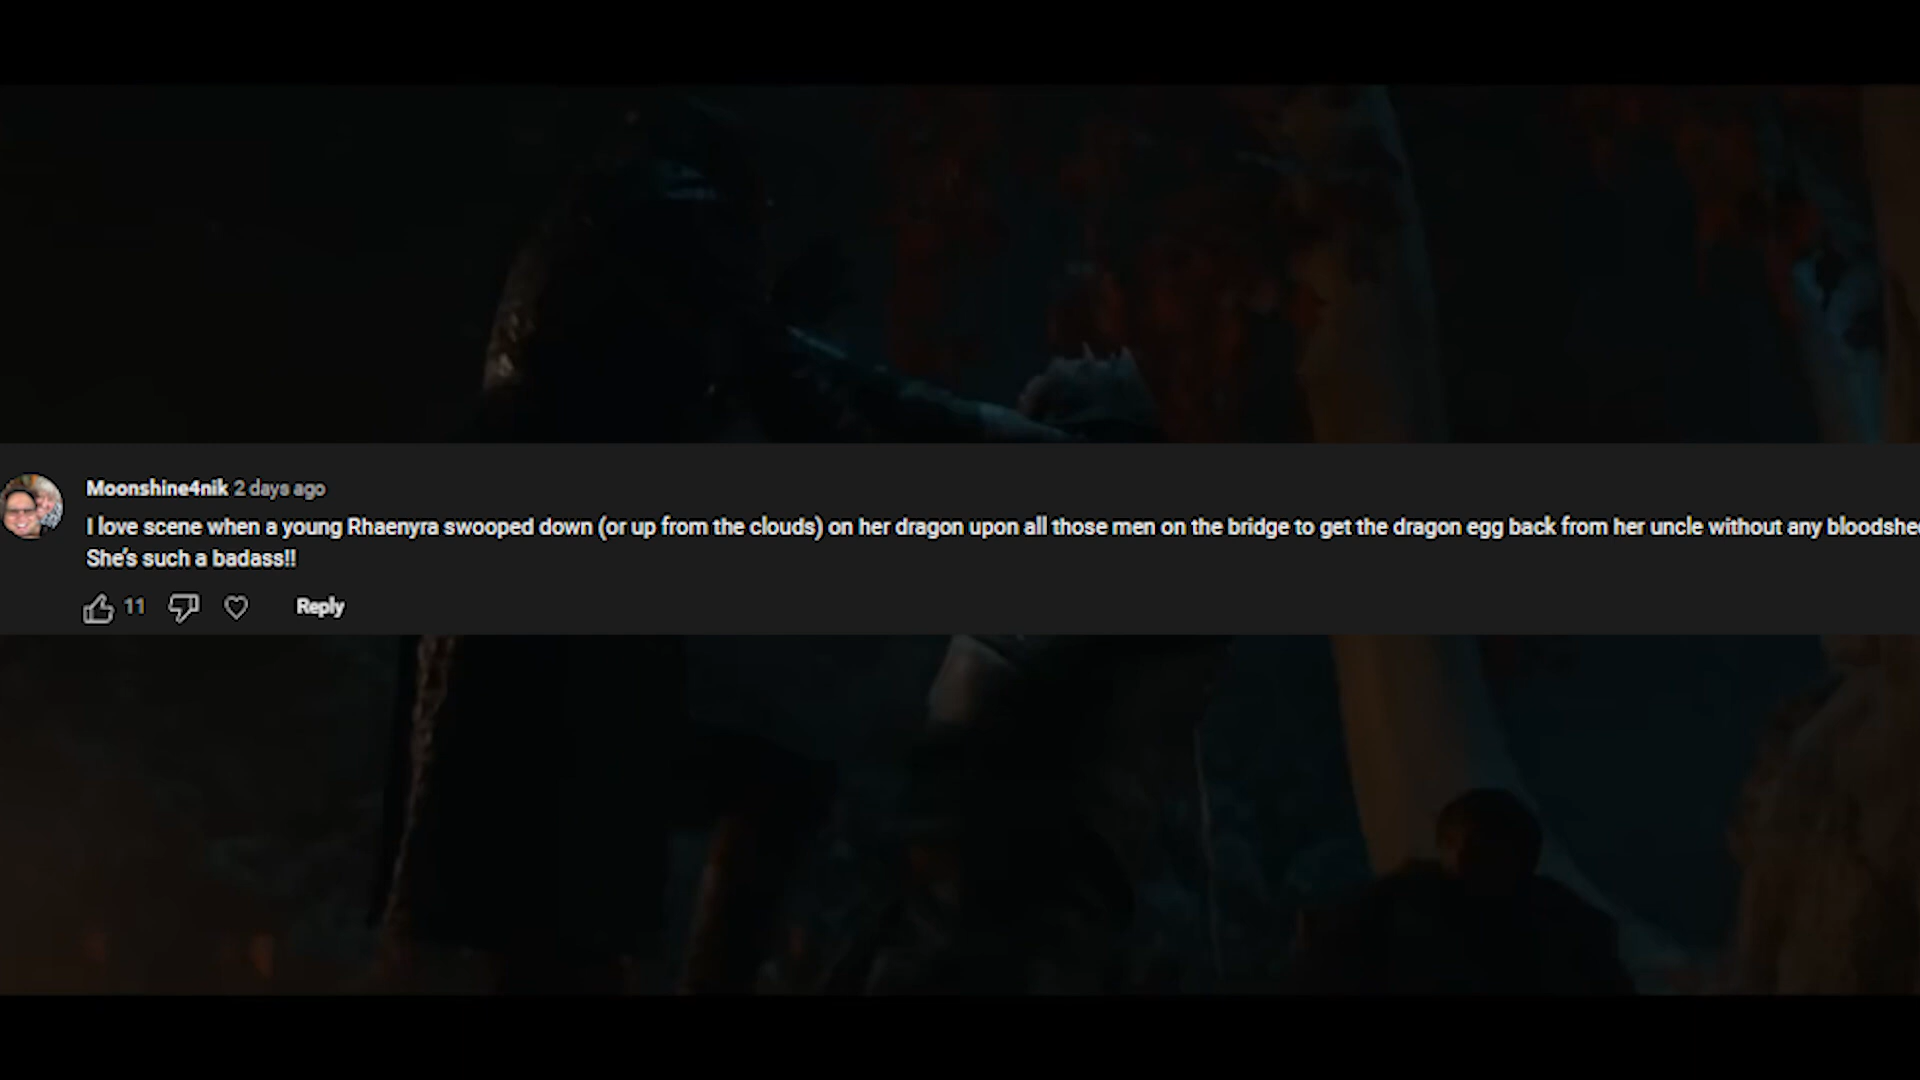 Moonshine4nik 2 days ago
I love scene when a young Rhaenyra swooped down (or up from the clouds) on her dragon upon all those men on the bridge to get the dragon egg back from her uncle without any
She's such a badass!!
11 Reply